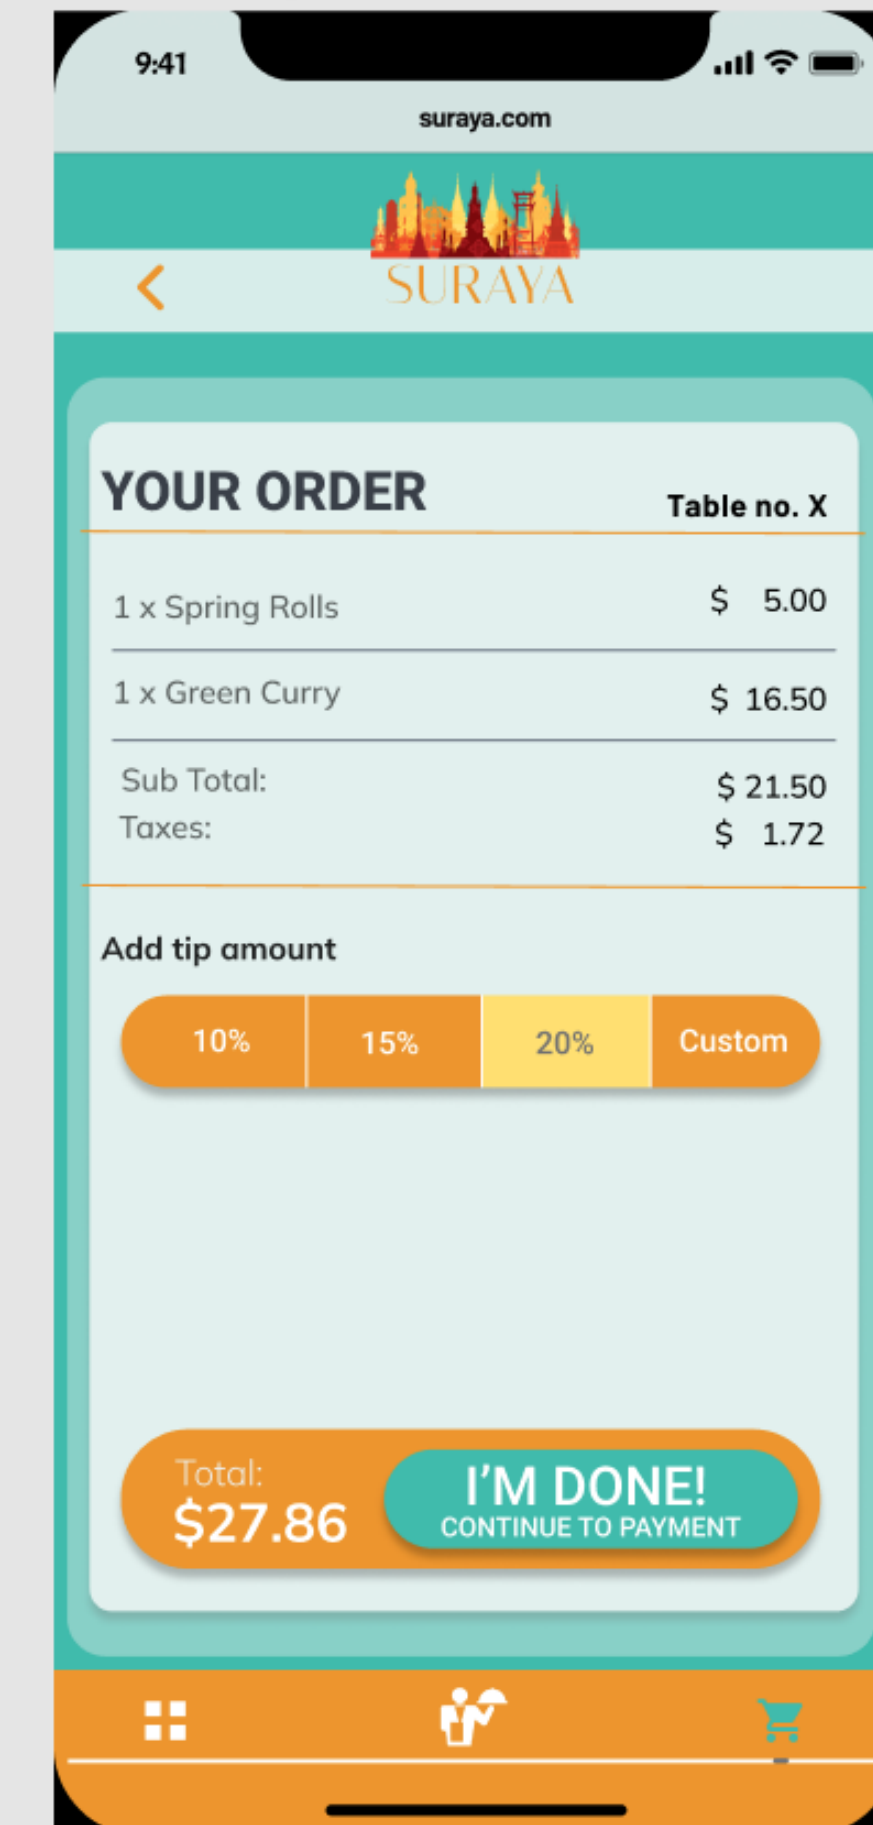 9:41
suraya.com
SURAYA
YOUR ORDER
Table no. X
1 x Spring Rolls $ 5.00
1 x Green Curry $ 16.50
Sub Total: $ 21.50
Taxes: $ 1.72
Add tip amount
10% 15% 20% Custom
Total:
$27.86
I'M DONE!
CONTINUE TO PAYMENT